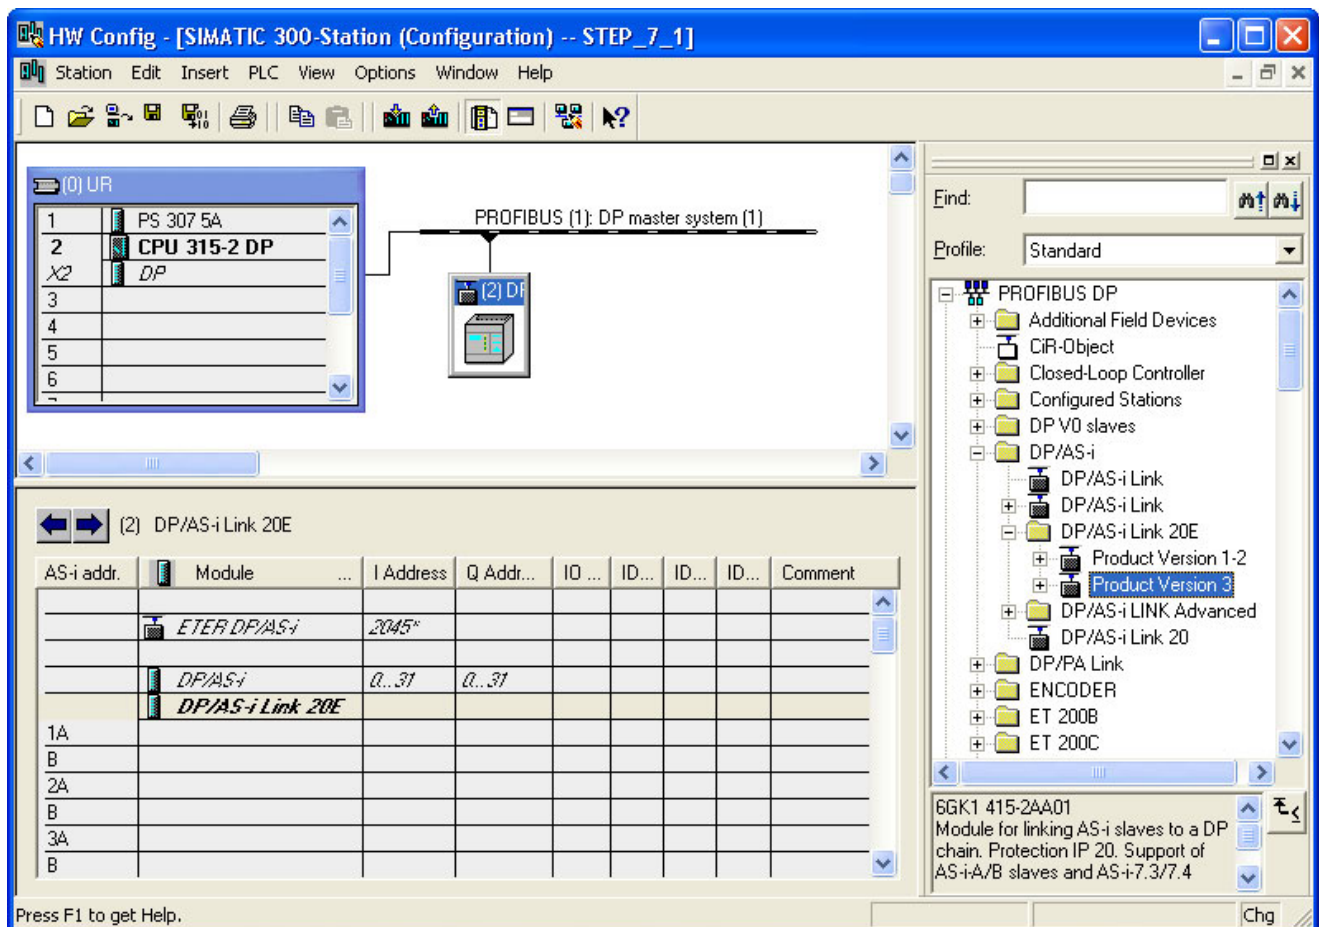 HW Config - [SIMATIC 300-Station (Configuration) -- STEP_7_1]
Station Edit Insert PLC View Options Window Help
(0) UR
1 PS 307 5A
2 CPU 315-2 DP
X2 DP
3
4
5
6
PROFIBUS (1): DP master system (1)
(2) DP
(2) DP/AS-i Link 20E
AS-i addr. Module ... I Address Q Addr... IO ... ID... ID... ID... Comment
ETER DP/AS-i 2045*
DP/AS-i 0...31 0...31
DP/AS-i Link 20E
1A
B
2A
B
3A
B
Find:
Profile: Standard
PROFIBUS DP
Additional Field Devices
CiR-Object
Closed-Loop Controller
Configured Stations
DP V0 slaves
DP/AS-i
DP/AS-i Link
DP/AS-i Link
DP/AS-i Link 20E
Product Version 1-2
Product Version 3
DP/AS-i LINK Advanced
DP/AS-i Link 20
DP/PA Link
ENCODER
ET 200B
ET 200C
6GK1 415-2AA01
Module for linking AS-i slaves to a DP
chain. Protection IP 20. Support of
AS-i-A/B slaves and AS-i-7.3/7.4
Press F1 to get Help.
Chg